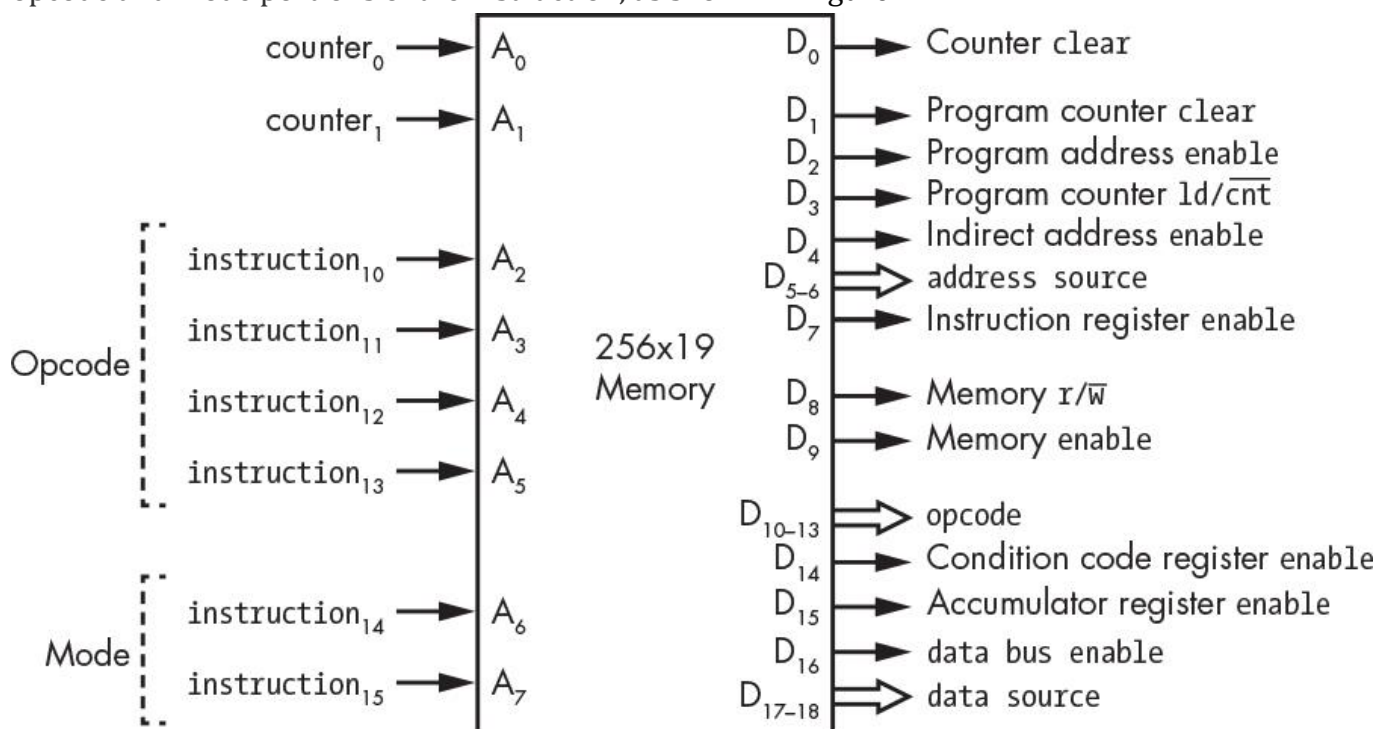 counter₀ A₀ D₀ Counter clear
counter₁ A₁ D₁ Program counter clear
D₂ Program address enable
D₃ Program counter ld/c̅n̅t̅
instruction₁₀ A₂ D₄ Indirect address enable
D₅₋₆ address source
instruction₁₁ A₃ D₇ Instruction register enable
Opcode
256x19
Memory
instruction₁₂ A₄ D₈ Memory r/w̅
D₉ Memory enable
instruction₁₃ A₅
D₁₀₋₁₃ opcode
D₁₄ Condition code register enable
instruction₁₄ A₆ D₁₅ Accumulator register enable
Mode
D₁₆ data bus enable
instruction₁₅ A₇ D₁₇₋₁₈ data source